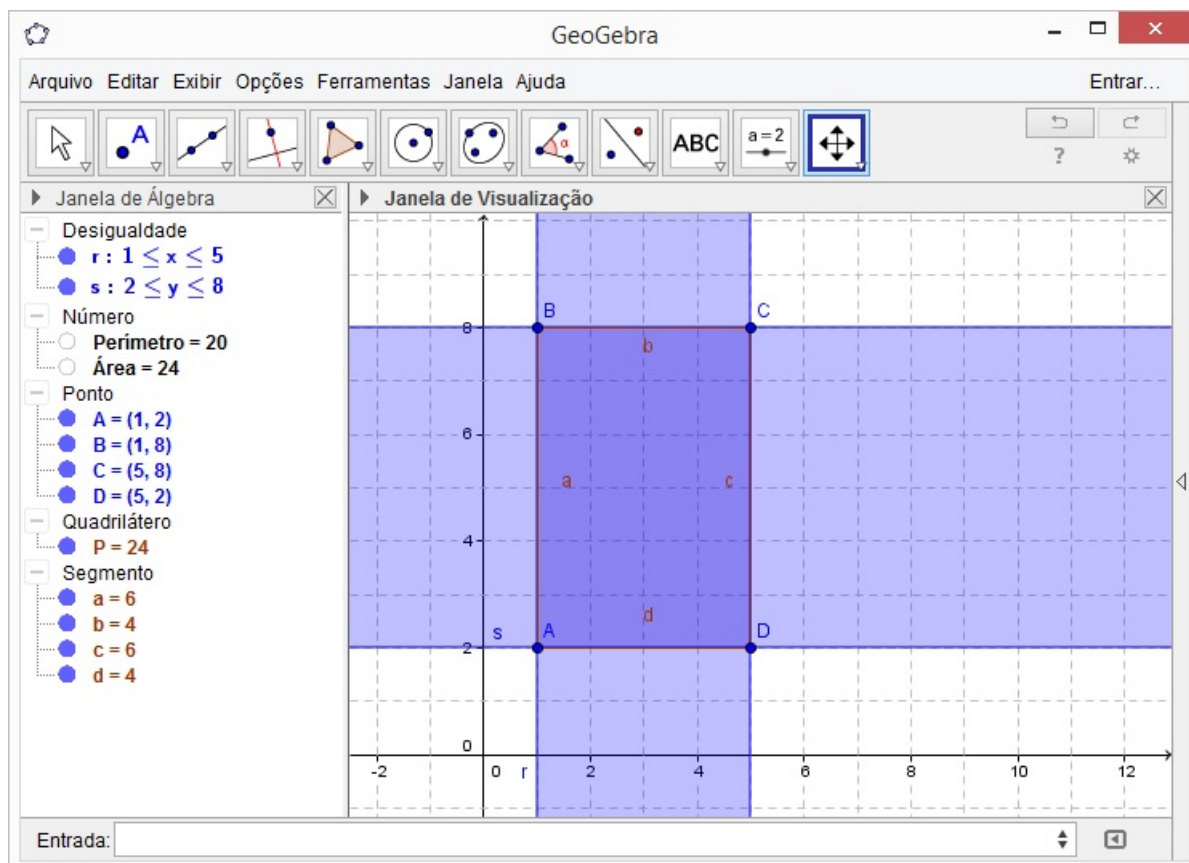 GeoGebra
Arquivo Editar Exibir Opções Ferramentas Janela Ajuda Entrar...
A α ABC a=2 ?
Janela de Álgebra
Desigualdade
r : 1 ≤ x ≤ 5
s : 2 ≤ y ≤ 8
Número
Perímetro = 20
Área = 24
Ponto
A = (1, 2)
B = (1, 8)
C = (5, 8)
D = (5, 2)
Quadrilátero
P = 24
Segmento
a = 6
b = 4
c = 6
d = 4
Janela de Visualização
B C
8
b
6
a c
4
d
s A D
2
0
-2 0 r 2 4 6 8 10 12
Entrada: